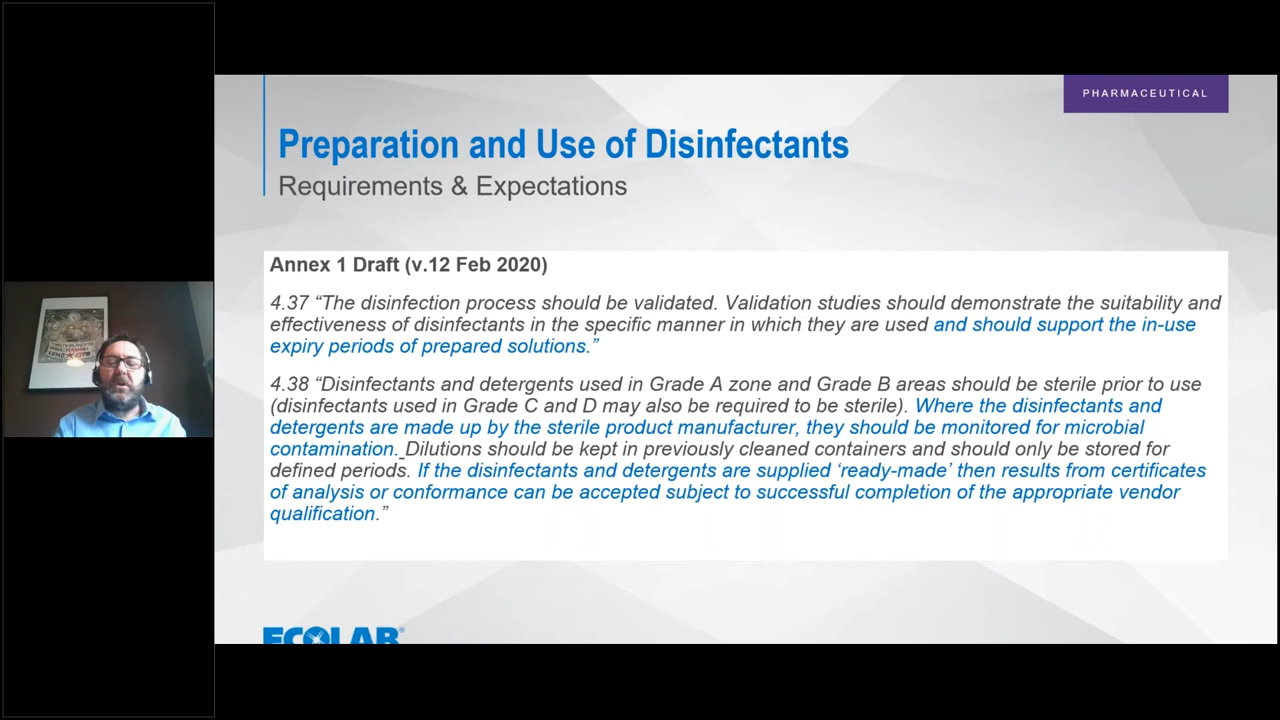 PHARMACEUTICAL
Preparation and Use of Disinfectants
Requirements & Expectations
Annex 1 Draft (v.12 Feb 2020)
4.37 “The disinfection process should be validated. Validation studies should demonstrate the suitability and
effectiveness of disinfectants in the specific manner in which they are used and should support the in-use
expiry periods of prepared solutions.”
4.38 “Disinfectants and detergents used in Grade A zone and Grade B areas should be sterile prior to use
(disinfectants used in Grade C and D may also be required to be sterile). Where the disinfectants and
detergents are made up by the sterile product manufacturer, they should be monitored for microbial
contamination. Dilutions should be kept in previously cleaned containers and should only be stored for
defined periods. If the disinfectants and detergents are supplied ‘ready-made’ then results from certificates
of analysis or conformance can be accepted subject to successful completion of the appropriate vendor
qualification.”
ECOLAB®